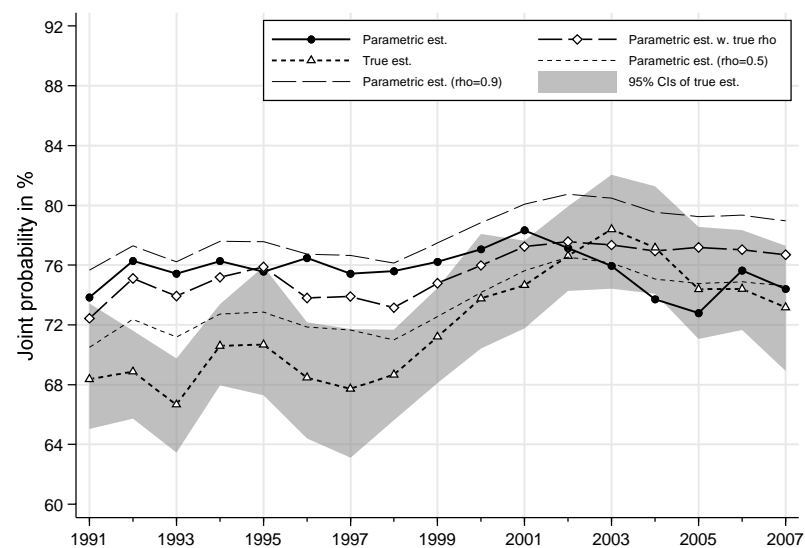 92
88
84
80
76
72
68
64
60
Joint probability in %
Parametric est.
Parametric est. w. true rho
True est.
Parametric est. (rho=0.5)
Parametric est. (rho=0.9)
95% CIs of true est.
1991 1993 1995 1997 1999 2001 2003 2005 2007